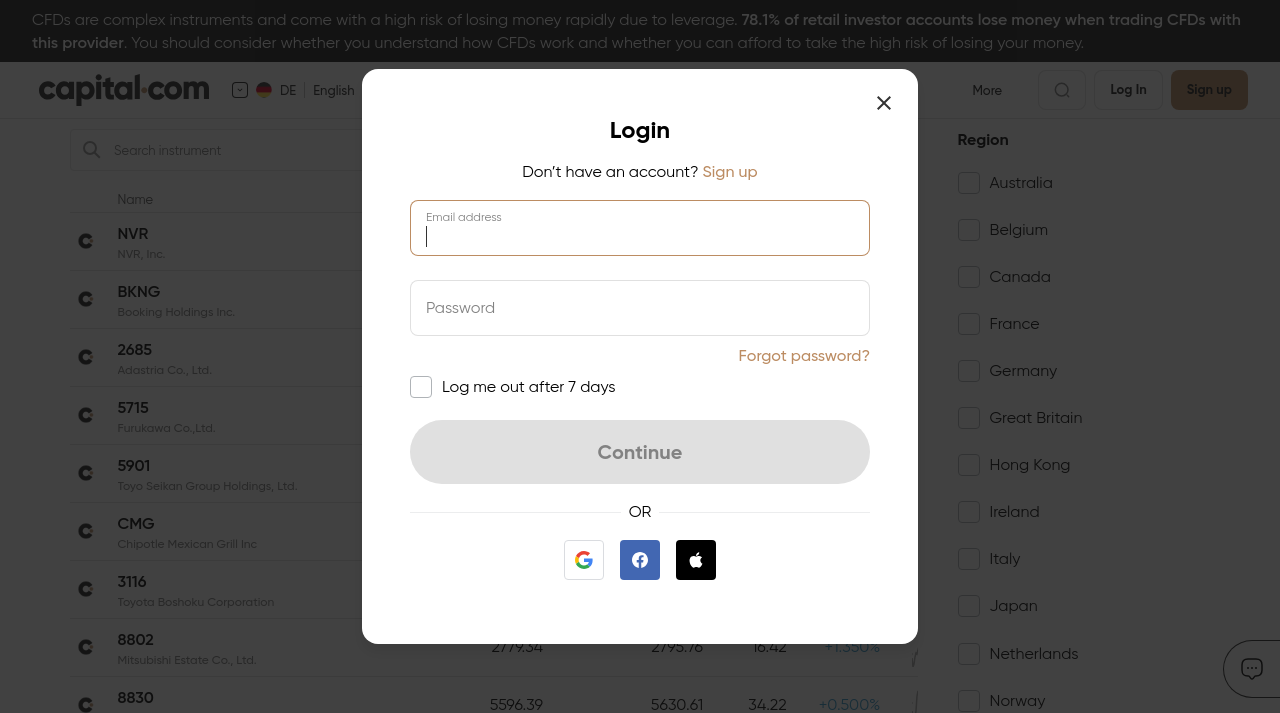 CFDs are complex instruments and come with a high risk of losing money rapidly due to leverage. 78.1% of retail investor accounts lose money when trading CFDs with
this provider. You should consider whether you understand how CFDs work and whether you can afford to take the high risk of losing your money.
capital.com
DE
English
More
Log In
Sign up
Search instrument
Name
NVR
NVR, Inc.
BKNG
Booking Holdings Inc.
2685
Adastria Co., Ltd.
5715
Furukawa Co.,Ltd.
5901
Toyo Seikan Group Holdings, Ltd.
CMG
Chipotle Mexican Grill Inc
3116
Toyota Boshoku Corporation
8802
Mitsubishi Estate Co., Ltd.
2779.34 2795.76 16.42 +1.350%
8830
5596.39 5630.61 34.22 +0.500%
Login
Don’t have an account? Sign up
Email address
Password
Forgot password?
Log me out after 7 days
Continue
OR
Region
Australia
Belgium
Canada
France
Germany
Great Britain
Hong Kong
Ireland
Italy
Japan
Netherlands
Norway